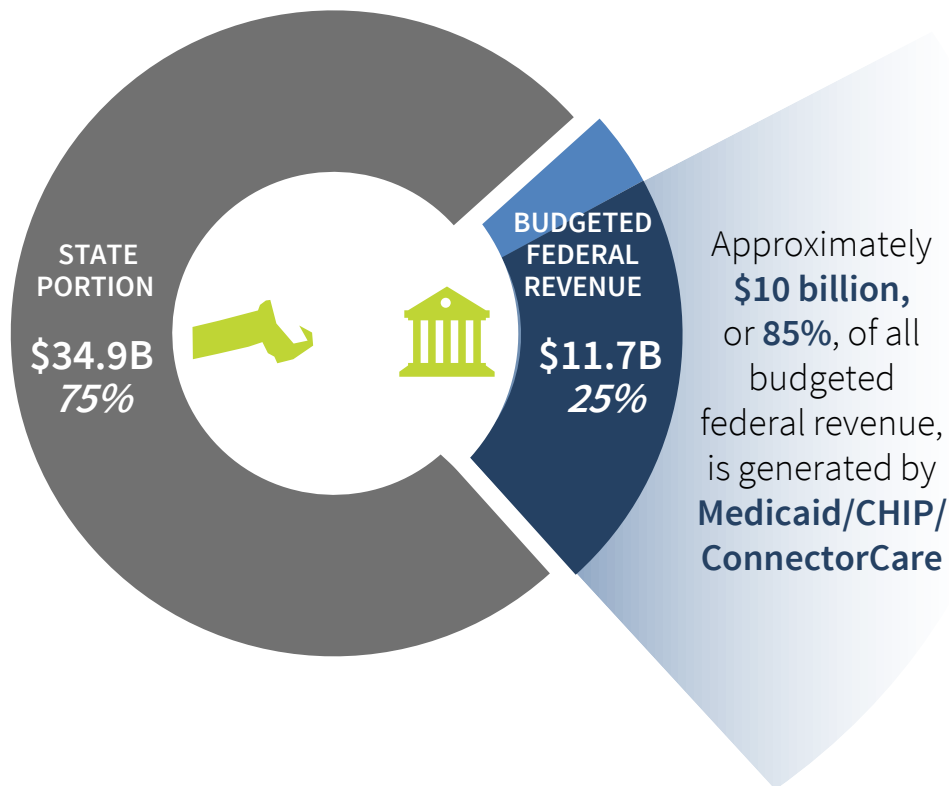 STATE
PORTION
$34.9B
75%
BUDGETED
FEDERAL
REVENUE
$11.7B
25%
Approximately
$10 billion,
or 85%, of all
budgeted
federal revenue,
is generated by
Medicaid/CHIP/
ConnectorCare